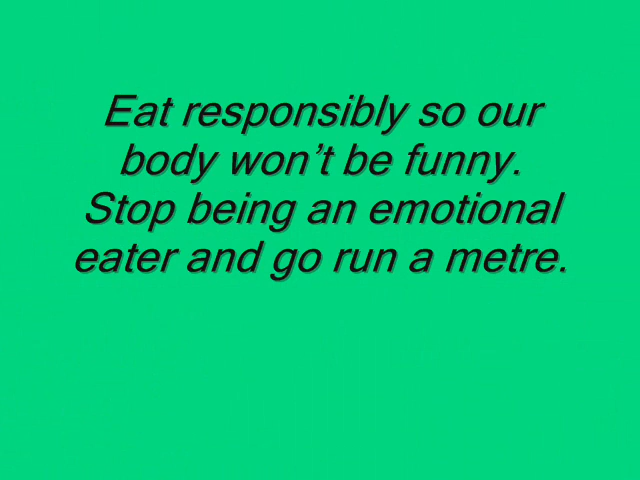 Eat responsibly so our
body won’t be funny.
Stop being an emotional
eater and go run a metre.